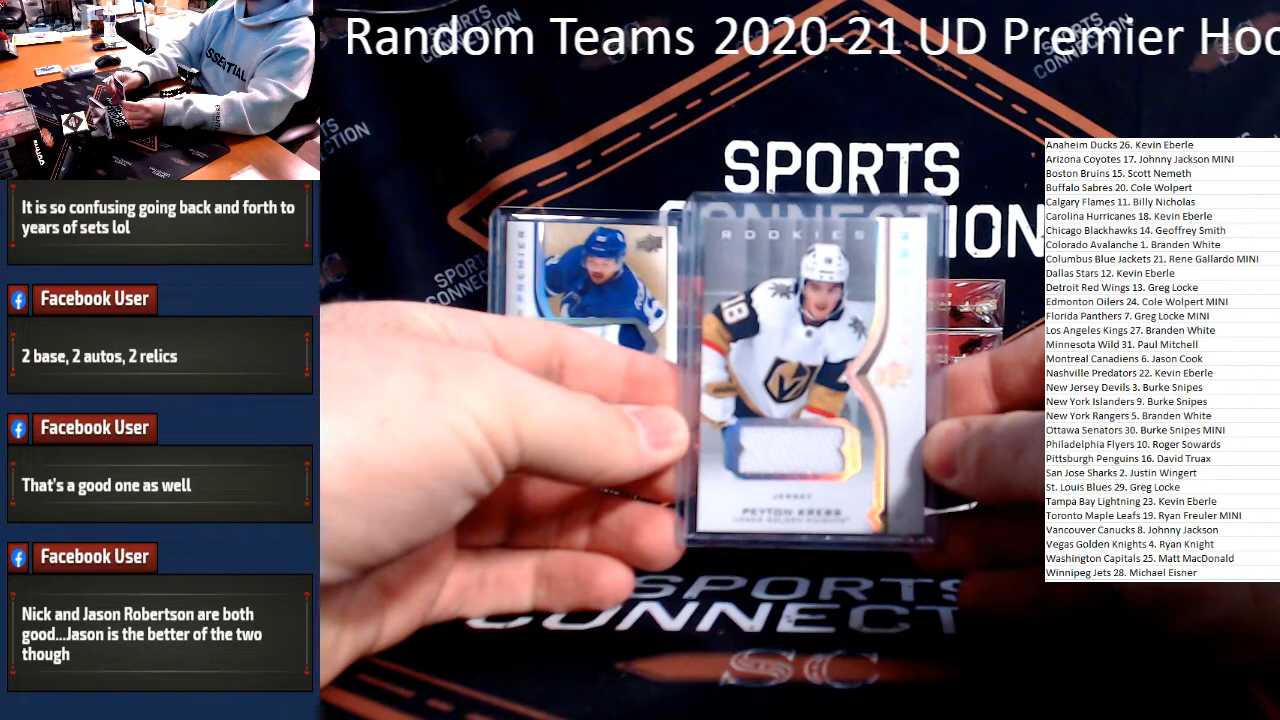 Random Teams 2020-21 UD Premier Hoc
ESSENTIAL
It is so confusing going back and forth to
years of sets lol
Facebook User
2 base, 2 autos, 2 relics
Facebook User
That's a good one as well
Facebook User
Nick and Jason Robertson are both
good...Jason is the better of the two
though
SPORTS
CONNECTION
PREMIER
ROOKIES
18
JERSEY
PEYTON KREBS
VEGAS GOLDEN KNIGHTS
SPORTS
CONNECT
SC
Anaheim Ducks 26. Kevin Eberle
Arizona Coyotes 17. Johnny Jackson MINI
Boston Bruins 15. Scott Nemeth
Buffalo Sabres 20. Cole Wolpert
Calgary Flames 11. Billy Nicholas
Carolina Hurricanes 18. Kevin Eberle
Chicago Blackhawks 14. Geoffrey Smith
Colorado Avalanche 1. Branden White
Columbus Blue Jackets 21. Rene Gallardo MINI
Dallas Stars 12. Kevin Eberle
Detroit Red Wings 13. Greg Locke
Edmonton Oilers 24. Cole Wolpert MINI
Florida Panthers 7. Greg Locke MINI
Los Angeles Kings 27. Branden White
Minnesota Wild 31. Paul Mitchell
Montreal Canadiens 6. Jason Cook
Nashville Predators 22. Kevin Eberle
New Jersey Devils 3. Burke Snipes
New York Islanders 9. Burke Snipes
New York Rangers 5. Branden White
Ottawa Senators 30. Burke Snipes MINI
Philadelphia Flyers 10. Roger Sowards
Pittsburgh Penguins 16. David Truax
San Jose Sharks 2. Justin Wingert
St. Louis Blues 29. Greg Locke
Tampa Bay Lightning 23. Kevin Eberle
Toronto Maple Leafs 19. Ryan Freuler MINI
Vancouver Canucks 8. Johnny Jackson
Vegas Golden Knights 4. Ryan Knight
Washington Capitals 25. Matt MacDonald
Winnipeg Jets 28. Michael Eisner